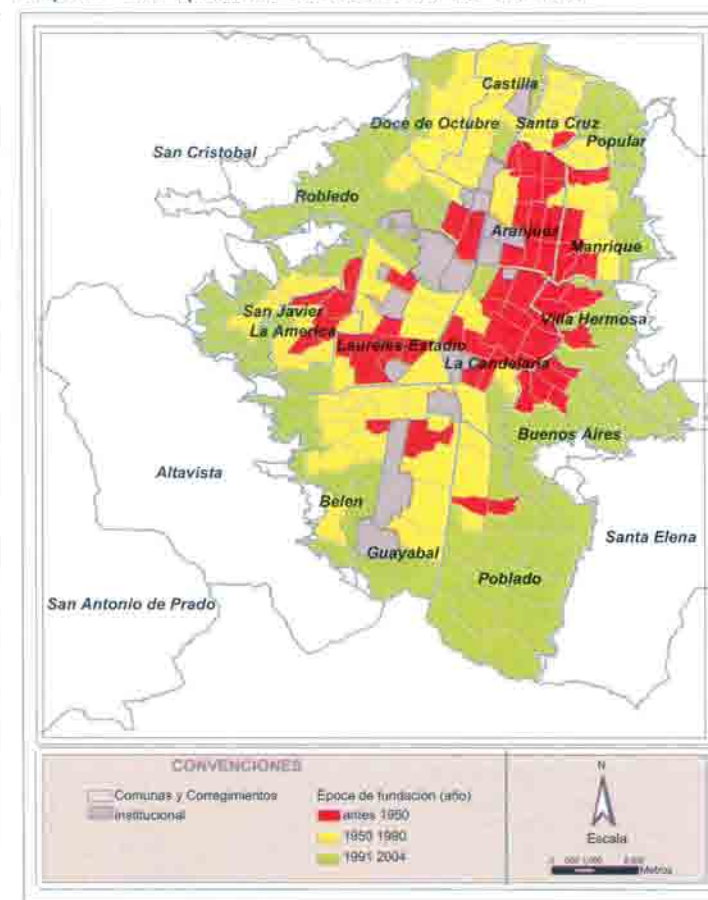 Castilla
Doce de Octubre
Santa Cruz
San Cristobal
Popular
Robledo
Aranjuez
Manrique
San Javier
La America
Villa Hermosa
Laureles-Estadio
La Candelaria
Buenos Aires
Altavista
Belen
Santa Elena
Guayabal
Poblado
San Antonio de Prado
CONVENCIONES
Comunas y Corregimientos
Institucional
Epoca de fundación (año)
antes 1950
1950 1990
1991 2004
N
Escala
Metros